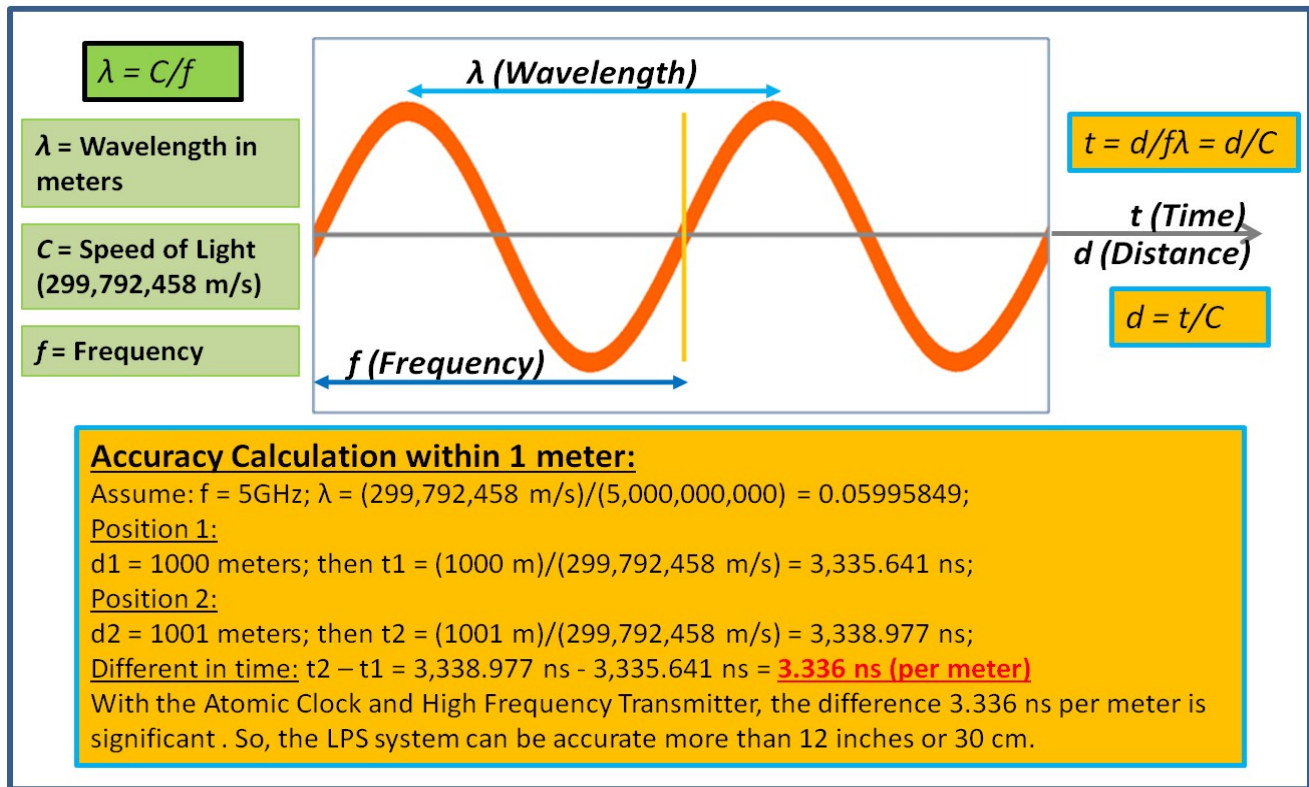 λ = C/f
λ = Wavelength in
meters
C = Speed of Light
(299,792,458 m/s)
f = Frequency
λ (Wavelength)
f (Frequency)
t = d/fλ = d/C
t (Time)
d (Distance)
d = t/C
Accuracy Calculation within 1 meter:
Assume: f = 5GHz; λ = (299,792,458 m/s)/(5,000,000,000) = 0.05995849;
Position 1:
d1 = 1000 meters; then t1 = (1000 m)/(299,792,458 m/s) = 3,335.641 ns;
Position 2:
d2 = 1001 meters; then t2 = (1001 m)/(299,792,458 m/s) = 3,338.977 ns;
Different in time: t2 – t1 = 3,338.977 ns - 3,335.641 ns = 3.336 ns (per meter)
With the Atomic Clock and High Frequency Transmitter, the difference 3.336 ns per meter is
significant . So, the LPS system can be accurate more than 12 inches or 30 cm.